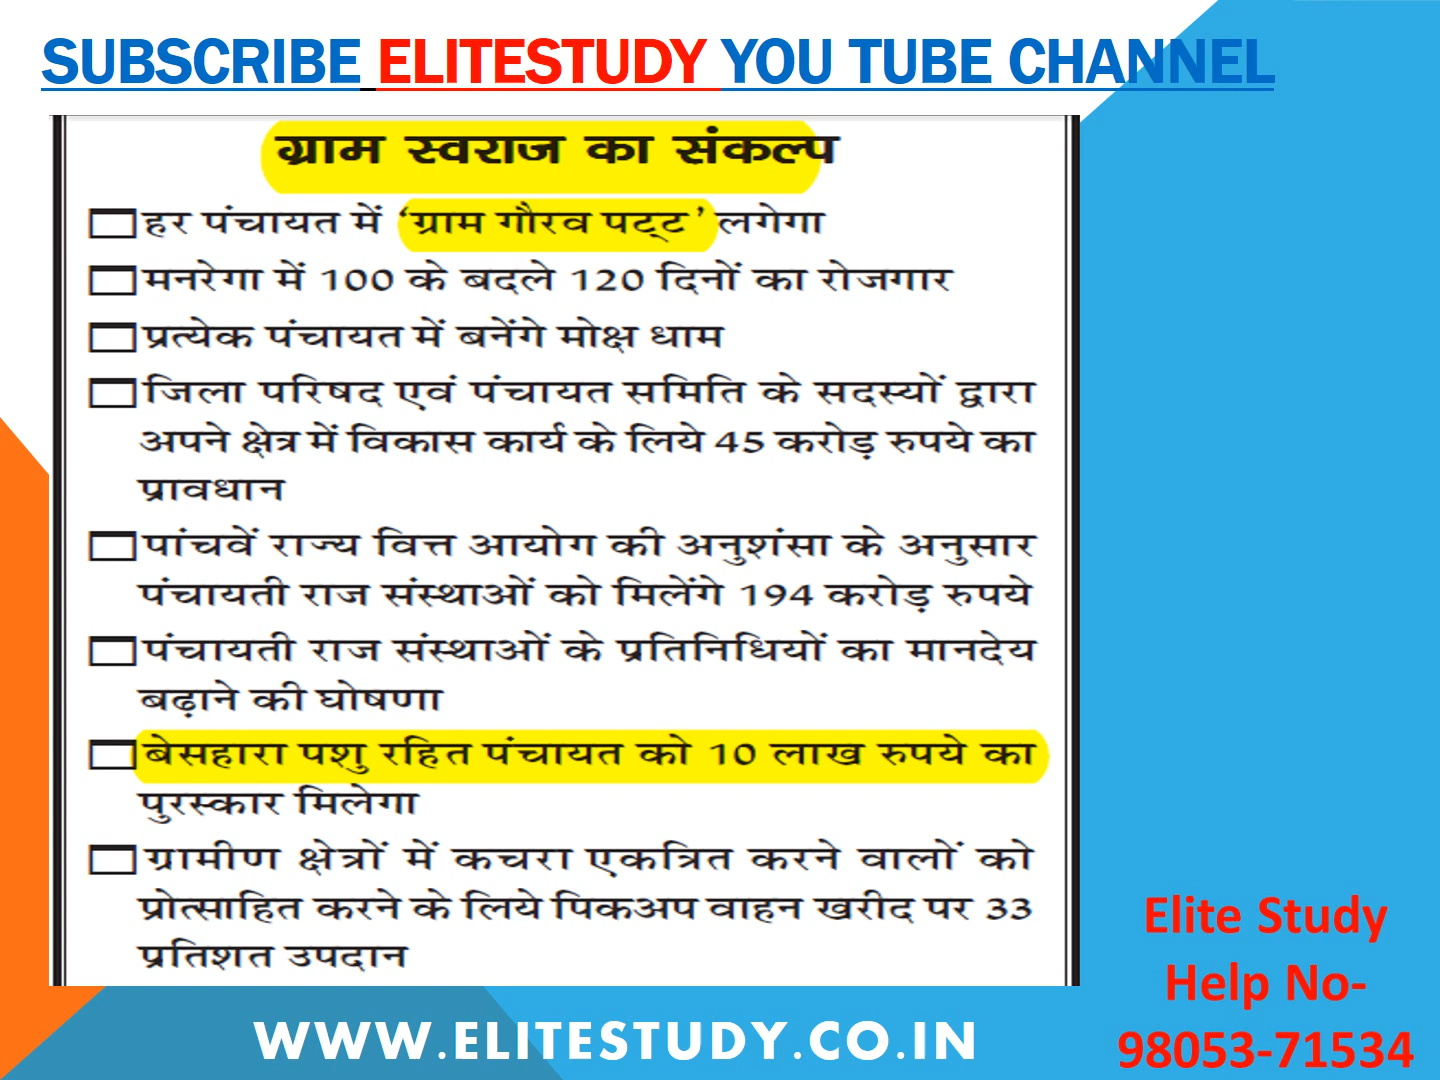 SUBSCRIBE ELITESTUDY YOU TUBE CHANNEL
ग्राम स्वराज का संकल्प
हर पंचायत में ‘ग्राम गौरव पट्ट’ लगेगा
मनरेगा में 100 के बदले 120 दिनों का रोजगार
प्रत्येक पंचायत में बनेंगे मोक्ष धाम
जिला परिषद एवं पंचायत समिति के सदस्यों द्वारा
अपने क्षेत्र में विकास कार्य के लिये 45 करोड़ रुपये का
प्रावधान
पांचवें राज्य वित्त आयोग की अनुशंसा के अनुसार
पंचायती राज संस्थाओं को मिलेंगे 194 करोड़ रुपये
पंचायती राज संस्थाओं के प्रतिनिधियों का मानदेय
बढ़ाने की घोषणा
बेसहारा पशु रहित पंचायत को 10 लाख रुपये का
पुरस्कार मिलेगा
ग्रामीण क्षेत्रों में कचरा एकत्रित करने वालों को
प्रोत्साहित करने के लिये पिकअप वाहन खरीद पर 33
प्रतिशत उपदान
Elite Study
Help No-
98053-71534
WWW.ELITESTUDY.CO.IN